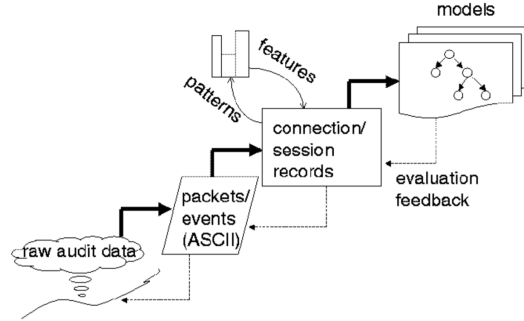 models
features
patterns
connection/
session
records
evaluation
feedback
packets/
events
(ASCII)
raw audit data